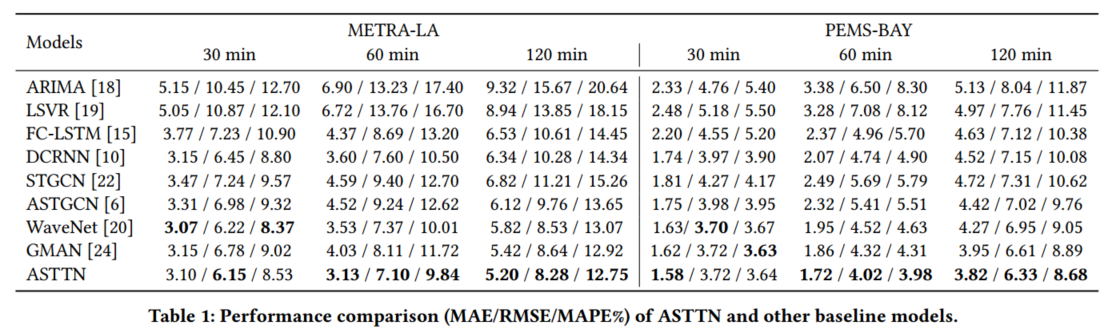 Models METRA-LA PEMS-BAY
30 min 60 min 120 min 30 min 60 min 120 min
ARIMA [18] 5.15 / 10.45 / 12.70 6.90 / 13.23 / 17.40 9.32 / 15.67 / 20.64 2.33 / 4.76 / 5.40 3.38 / 6.50 / 8.30 5.13 / 8.04 / 11.87
LSVR [19] 5.05 / 10.87 / 12.10 6.72 / 13.76 / 16.70 8.94 / 13.85 / 18.15 2.48 / 5.18 / 5.50 3.28 / 7.08 / 8.12 4.97 / 7.76 / 11.45
FC-LSTM [15] 3.77 / 7.23 / 10.90 4.37 / 8.69 / 13.20 6.53 / 10.61 / 14.45 2.20 / 4.55 / 5.20 2.37 / 4.96 /5.70 4.63 / 7.12 / 10.38
DCRNN [10] 3.15 / 6.45 / 8.80 3.60 / 7.60 / 10.50 6.34 / 10.28 / 14.34 1.74 / 3.97 / 3.90 2.07 / 4.74 / 4.90 4.52 / 7.15 / 10.08
STGCN [22] 3.47 / 7.24 / 9.57 4.59 / 9.40 / 12.70 6.82 / 11.21 / 15.26 1.81 / 4.27 / 4.17 2.49 / 5.69 / 5.79 4.72 / 7.31 / 10.62
ASTGCN [6] 3.31 / 6.98 / 9.32 4.52 / 9.24 / 12.62 6.12 / 9.76 / 13.65 1.75 / 3.98 / 3.95 2.32 / 5.41 / 5.51 4.42 / 7.02 / 9.76
WaveNet [20] 3.07 / 6.22 / 8.37 3.53 / 7.37 / 10.01 5.82 / 8.53 / 13.07 1.63/ 3.70 / 3.67 1.95 / 4.52 / 4.63 4.27 / 6.95 / 9.05
GMAN [24] 3.15 / 6.78 / 9.02 4.03 / 8.11 / 11.72 5.42 / 8.64 / 12.92 1.62 / 3.72 / 3.63 1.86 / 4.32 / 4.31 3.95 / 6.61 / 8.89
ASTTN 3.10 / 6.15 / 8.53 3.13 / 7.10 / 9.84 5.20 / 8.28 / 12.75 1.58 / 3.72 / 3.64 1.72 / 4.02 / 3.98 3.82 / 6.33 / 8.68
Table 1: Performance comparison (MAE/RMSE/MAPE%) of ASTTN and other baseline models.